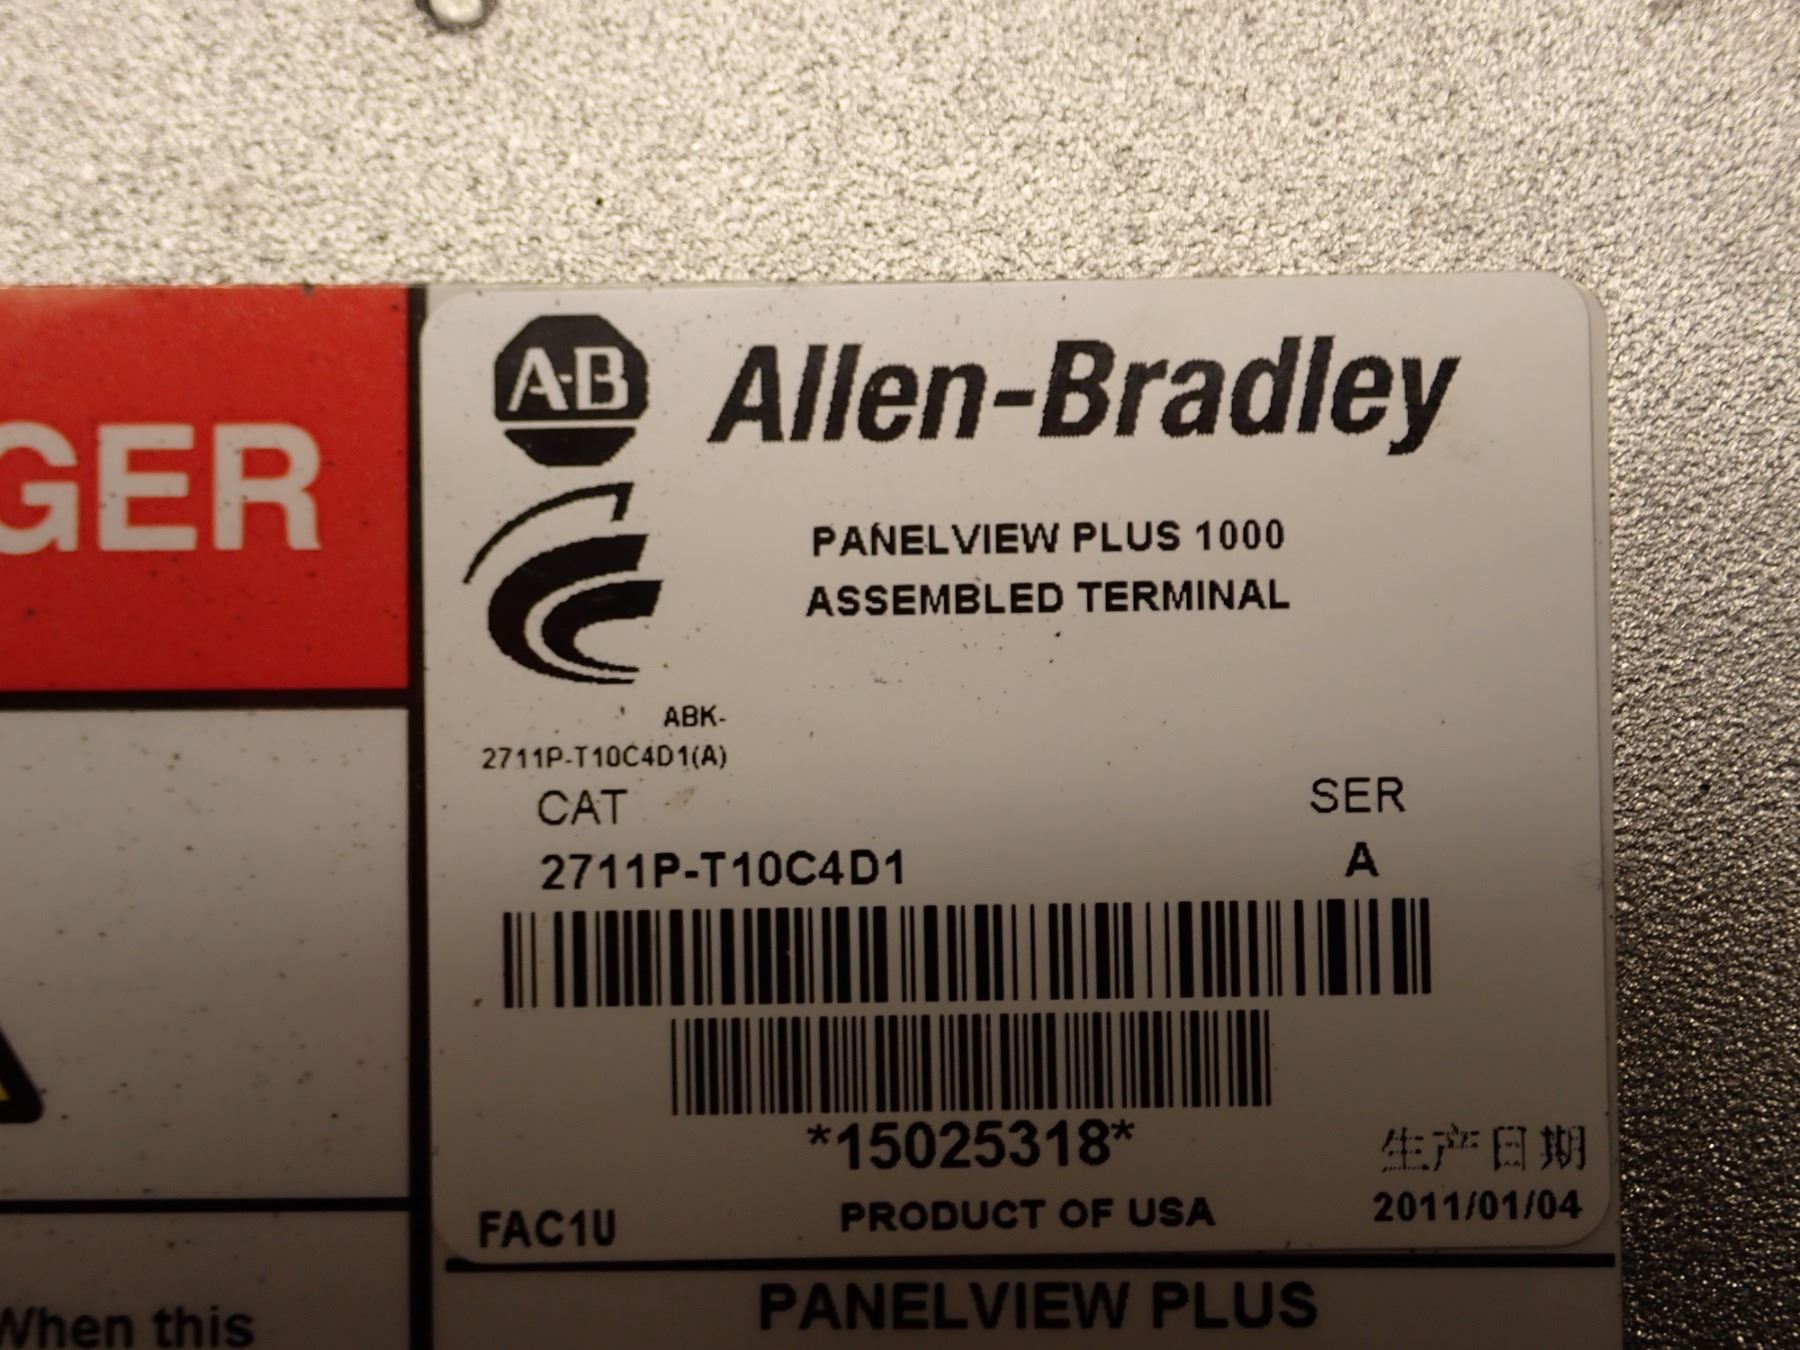 GER
A-B Allen-Bradley
PANELVIEW PLUS 1000
ASSEMBLED TERMINAL
ABK-
2711P-T10C4D1(A)
CAT
SER
2711P-T10C4D1
A
*15025318*
生产日期
FAC1U
PRODUCT OF USA
2011/01/04
PANELVIEW PLUS
When this